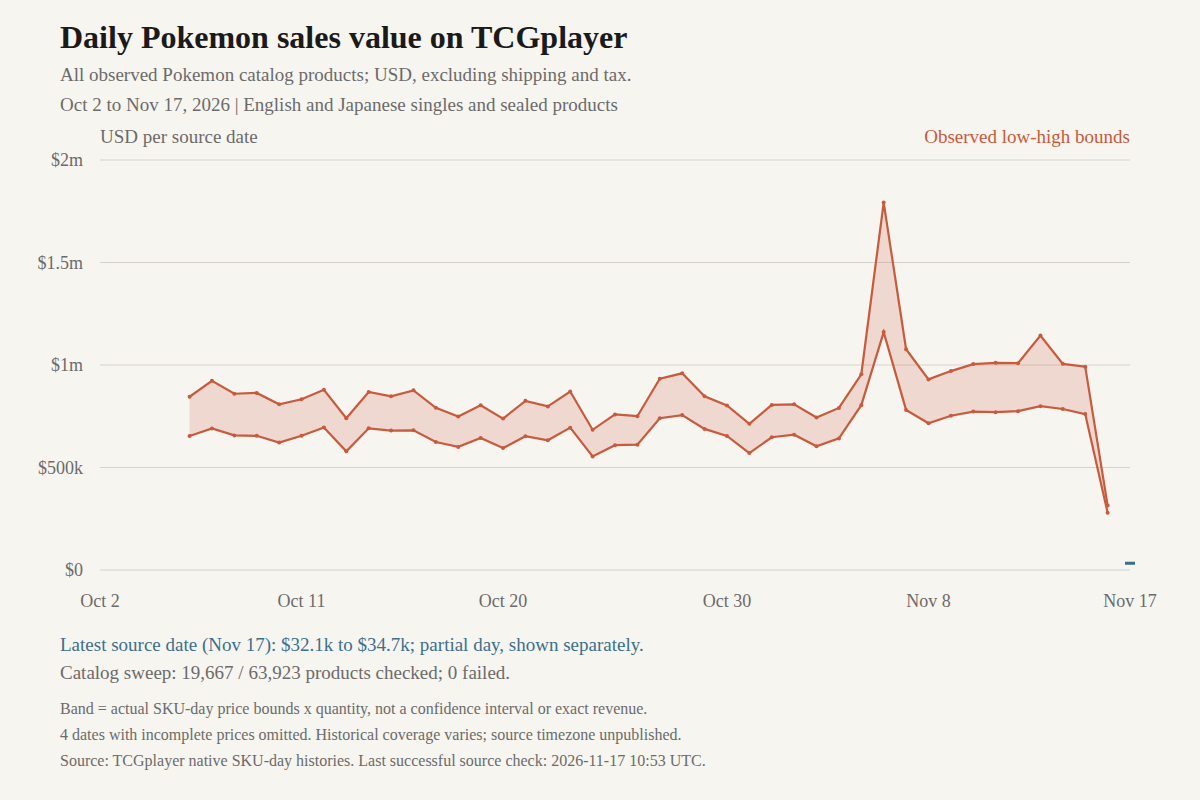 Daily Pokemon sales value on TCGplayer
All observed Pokemon catalog products; USD, excluding shipping and tax.
Oct 2 to Nov 17, 2026 | English and Japanese singles and sealed products
USD per source date
Observed low-high bounds
$2m
$1.5m
$1m
$500k
$0
Oct 2
Oct 11
Oct 20
Oct 30
Nov 8
Nov 17
Latest source date (Nov 17): $32.1k to $34.7k; partial day, shown separately.
Catalog sweep: 19,667 / 63,923 products checked; 0 failed.
Band = actual SKU-day price bounds x quantity, not a confidence interval or exact revenue.
4 dates with incomplete prices omitted. Historical coverage varies; source timezone unpublished.
Source: TCGplayer native SKU-day histories. Last successful source check: 2026-11-17 10:53 UTC.